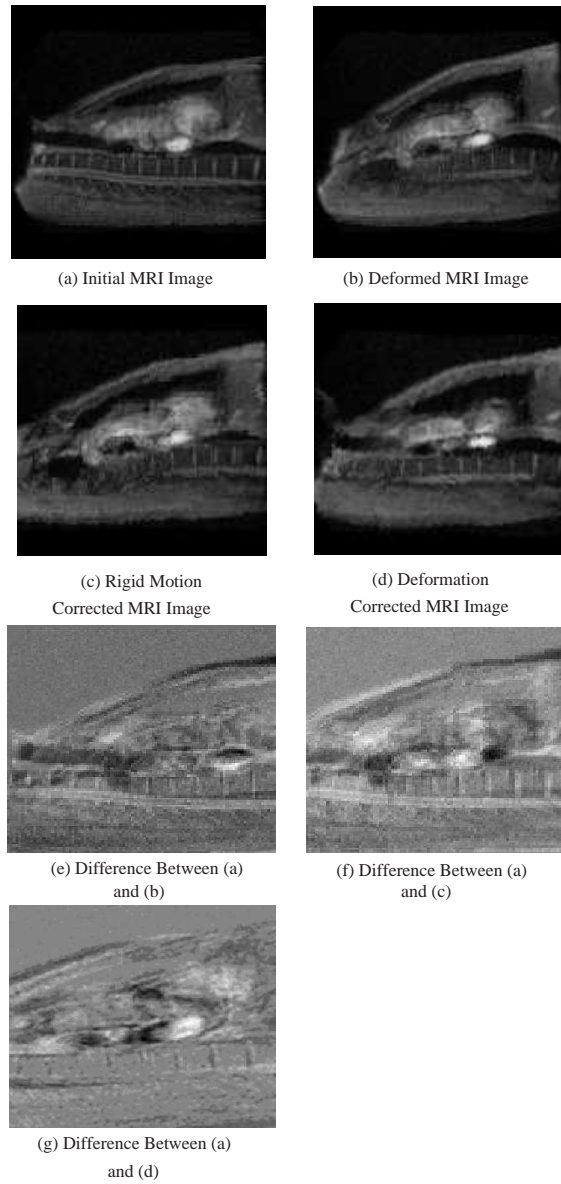 (a) Initial MRI Image
(b) Deformed MRI Image
(c) Rigid Motion
Corrected MRI Image
(d) Deformation
Corrected MRI Image
(e) Difference Between (a)
and (b)
(f) Difference Between (a)
and (c)
(g) Difference Between (a)
and (d)